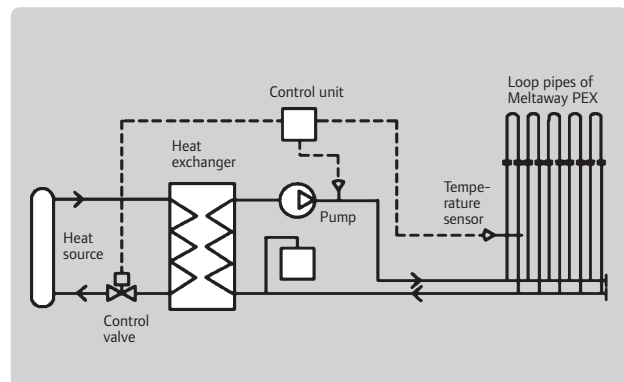 Loop pipes of
Meltaway PEX
Control unit
Heat
exchanger
Tempe-
rature
sensor
Pump
Heat
source
Control
valve